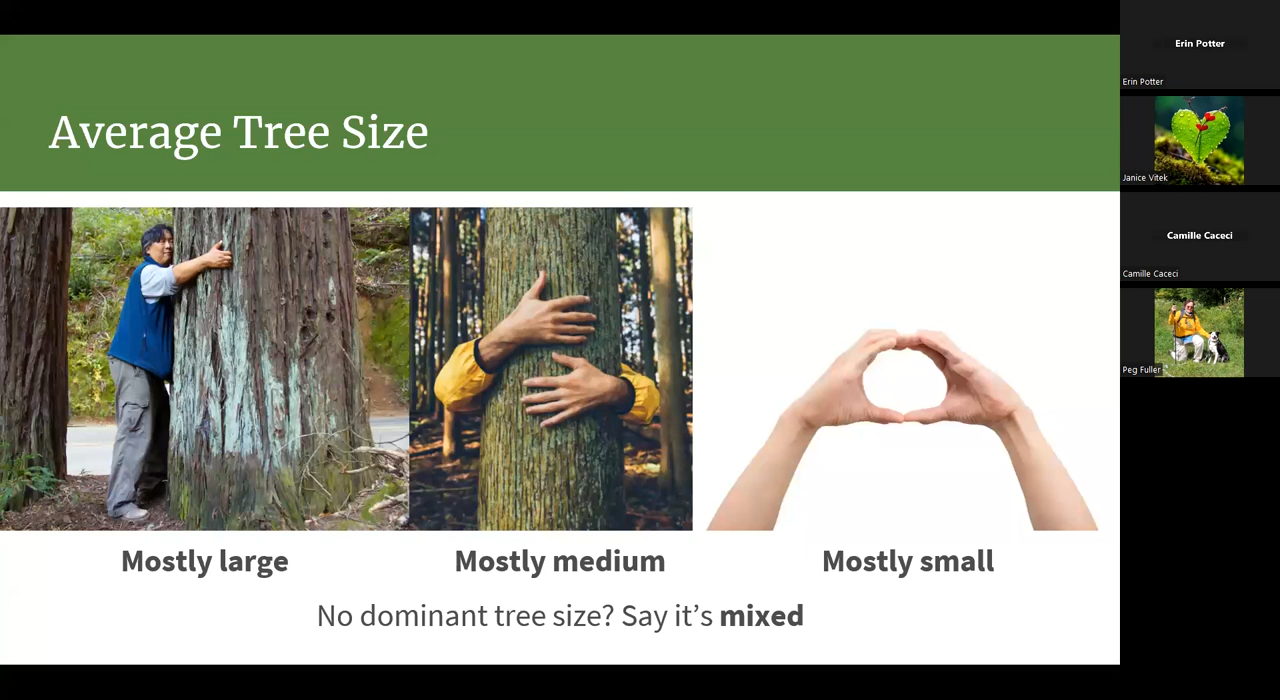 Average Tree Size
Mostly large
Mostly medium
Mostly small
No dominant tree size? Say it’s mixed
Erin Potter
Erin Potter
Janice Vitek
Camille Caceci
Camille Caceci
Peg Fuller